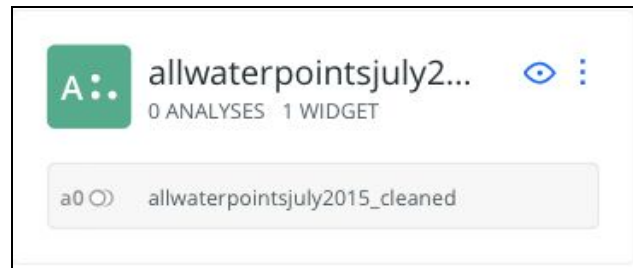 A
allwaterpointsjuly2...
0 ANALYSES 1 WIDGET
a0 allwaterpointsjuly2015_cleaned